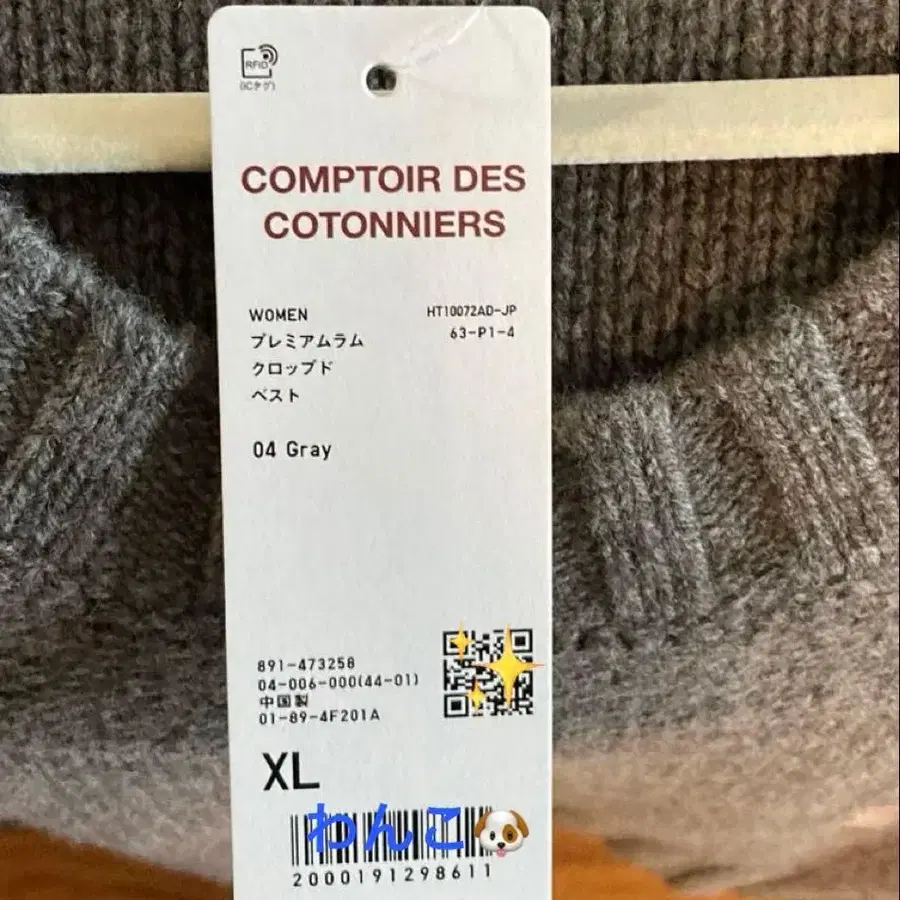 RFID
(ICタグ)
COMPTOIR DES
COTONNIERS
WOMEN
プレミアムラム
クロップド
ベスト
HT10072AD-JP
63-P1-4
04 Gray
891-473258
04-006-000(44-01)
中国製
01-89-4F201A
XL
わんこ
2000191298611